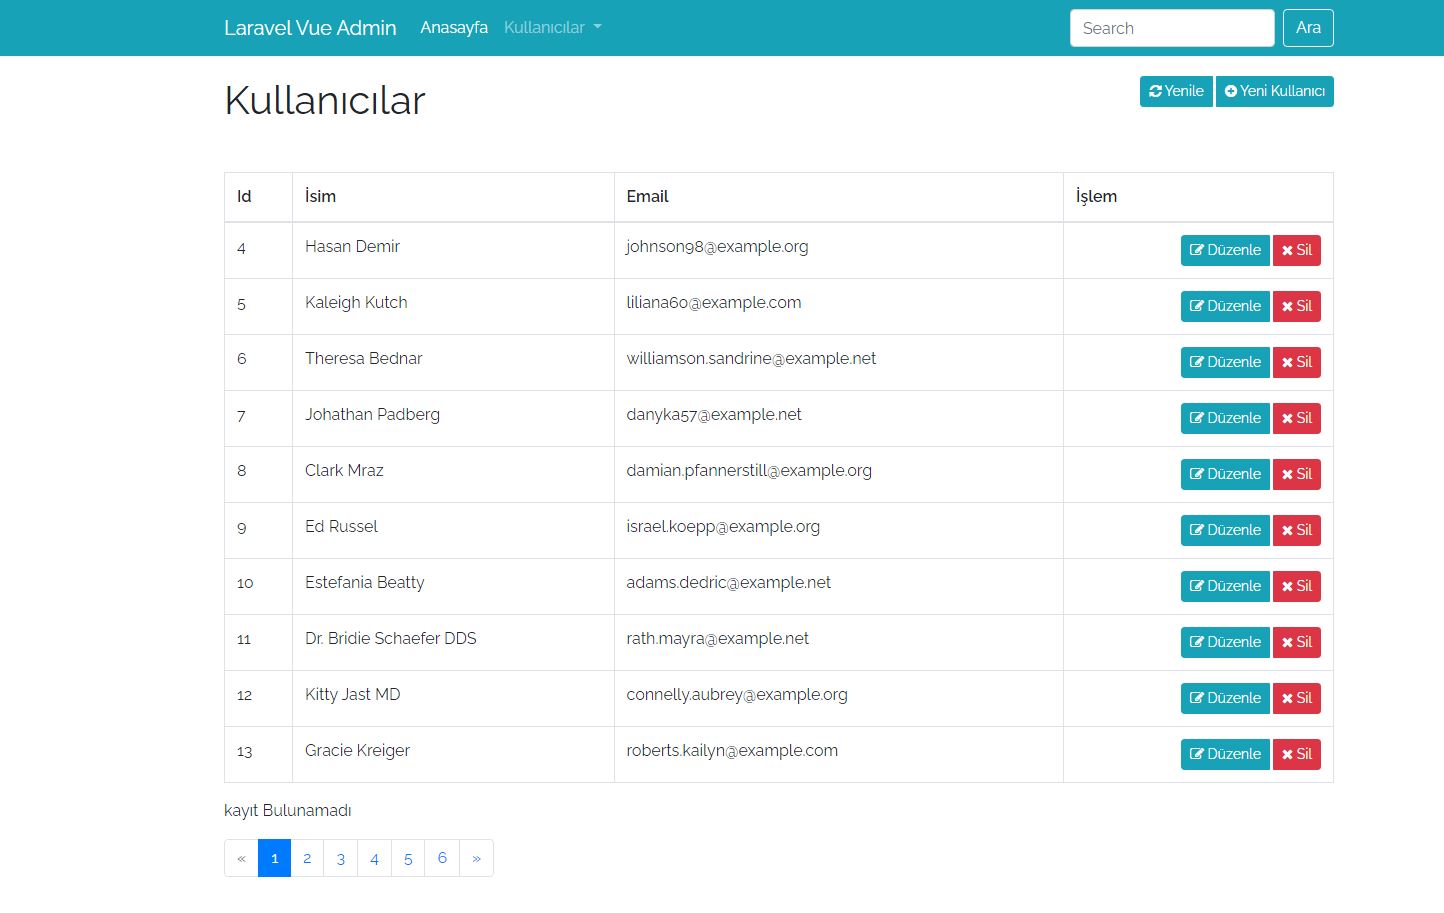 Laravel Vue Admin Anasayfa Kullanıcılar Search Ara
Kullanıcılar Yenile Yeni Kullanıcı
Id İsim Email İşlem
4 Hasan Demir johnson98@example.org Düzenle Sil
5 Kaleigh Kutch liliana60@example.com Düzenle Sil
6 Theresa Bednar williamson.sandrine@example.net Düzenle Sil
7 Johathan Padberg danyka57@example.net Düzenle Sil
8 Clark Mraz damian.pfannerstill@example.org Düzenle Sil
9 Ed Russel israel.koepp@example.org Düzenle Sil
10 Estefania Beatty adams.dedric@example.net Düzenle Sil
11 Dr. Bridie Schaefer DDS rath.mayra@example.net Düzenle Sil
12 Kitty Jast MD connelly.aubrey@example.org Düzenle Sil
13 Gracie Kreiger roberts.kailyn@example.com Düzenle Sil
kayıt Bulunamadı
« 1 2 3 4 5 6 »